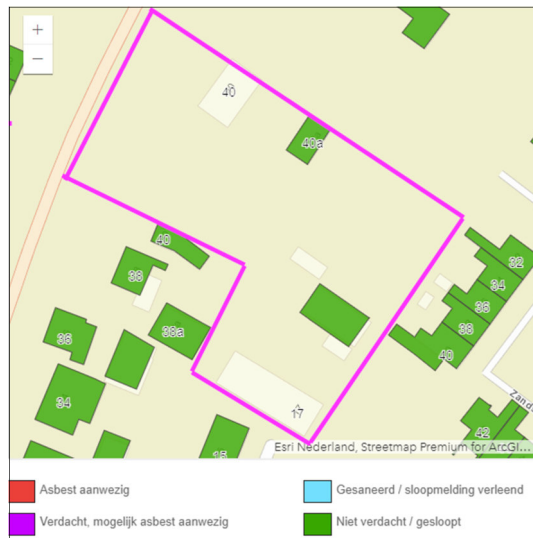 +
−
40
40a
40
38
38a
36
34
15
17
32
34
36
38
40
42
Zand
Esri Nederland, Streetmap Premium for ArcGI...
Asbest aanwezig
Gesaneerd / sloopmelding verleend
Verdacht, mogelijk asbest aanwezig
Niet verdacht / gesloopt